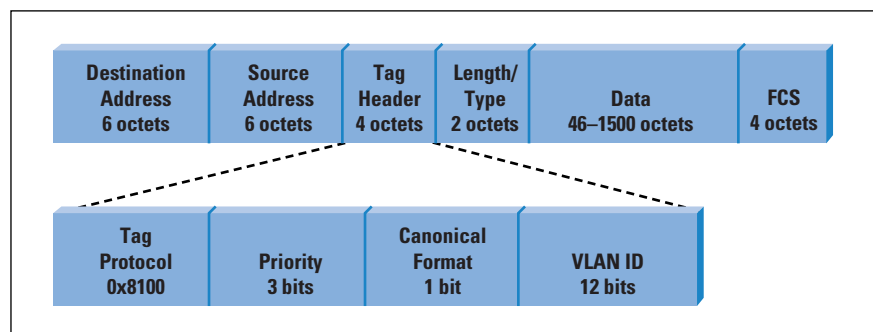 Destination
Address
6 octets
Source
Address
6 octets
Tag
Header
4 octets
Length/
Type
2 octets
Data
46–1500 octets
FCS
4 octets
Tag
Protocol
0x8100
Priority
3 bits
Canonical
Format
1 bit
VLAN ID
12 bits